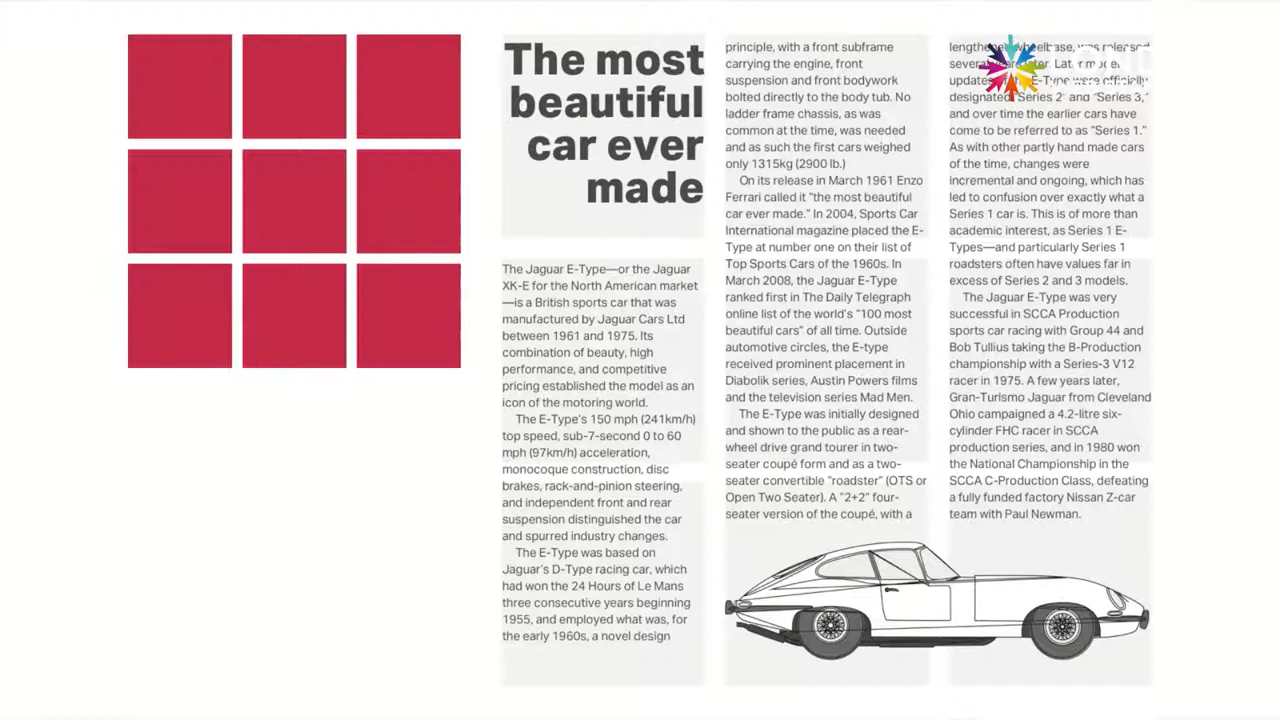 The most
beautiful
car ever
made
The Jaguar E-Type—or the Jaguar
XK-E for the North American market
—is a British sports car that was
manufactured by Jaguar Cars Ltd
between 1961 and 1975. Its
combination of beauty, high
performance, and competitive
pricing established the model as an
icon of the motoring world.
The E-Type's 150 mph (241km/h)
top speed, sub-7-second 0 to 60
mph (97km/h) acceleration,
monocoque construction, disc
brakes, rack-and-pinion steering,
and independent front and rear
suspension distinguished the car
and spurred industry changes.
The E-Type was based on
Jaguar's D-Type racing car, which
had won the 24 Hours of Le Mans
three consecutive years beginning
1955, and employed what was, for
the early 1960s, a novel design
principle, with a front subframe
carrying the engine, front
suspension and front bodywork
bolted directly to the body tub. No
ladder frame chassis, as was
common at the time, was needed
and as such the first cars weighed
only 1315kg (2900 lb.)
On its release in March 1961 Enzo
Ferrari called it "the most beautiful
car ever made." In 2004, Sports Car
International magazine placed the E-
Type at number one on their list of
Top Sports Cars of the 1960s. In
March 2008, the Jaguar E-Type
ranked first in The Daily Telegraph
online list of the world's "100 most
beautiful cars" of all time. Outside
automotive circles, the E-type
received prominent placement in
Diabolik series, Austin Powers films
and the television series Mad Men.
The E-Type was initially designed
and shown to the public as a rear-
wheel drive grand tourer in two-
seater coupé form and as a two-
seater convertible "roadster" (OTS or
Open Two Seater). A "2+2" four-
seater version of the coupé, with a
wheelbase, was released
several
updates E-Type were officially
designated "Series 2" and "Series 3,"
and over time the earlier cars have
come to be referred to as "Series 1."
As with other partly hand made cars
of the time, changes were
incremental and ongoing, which has
led to confusion over exactly what a
Series 1 car is. This is of more than
academic interest, as Series 1 E-
Types—and particularly Series 1
roadsters often have values far in
excess of Series 2 and 3 models.
The Jaguar E-Type was very
successful in SCCA Production
sports car racing with Group 44 and
Bob Tullius taking the B-Production
championship with a Series-3 V12
racer in 1975. A few years later,
Gran-Turismo Jaguar from Cleveland
Ohio campaigned a 4.2-litre six-
cylinder FHC racer in SCCA
production series, and in 1980 won
the National Championship in the
SCCA C-Production Class, defeating
a fully funded factory Nissan Z-car
team with Paul Newman.